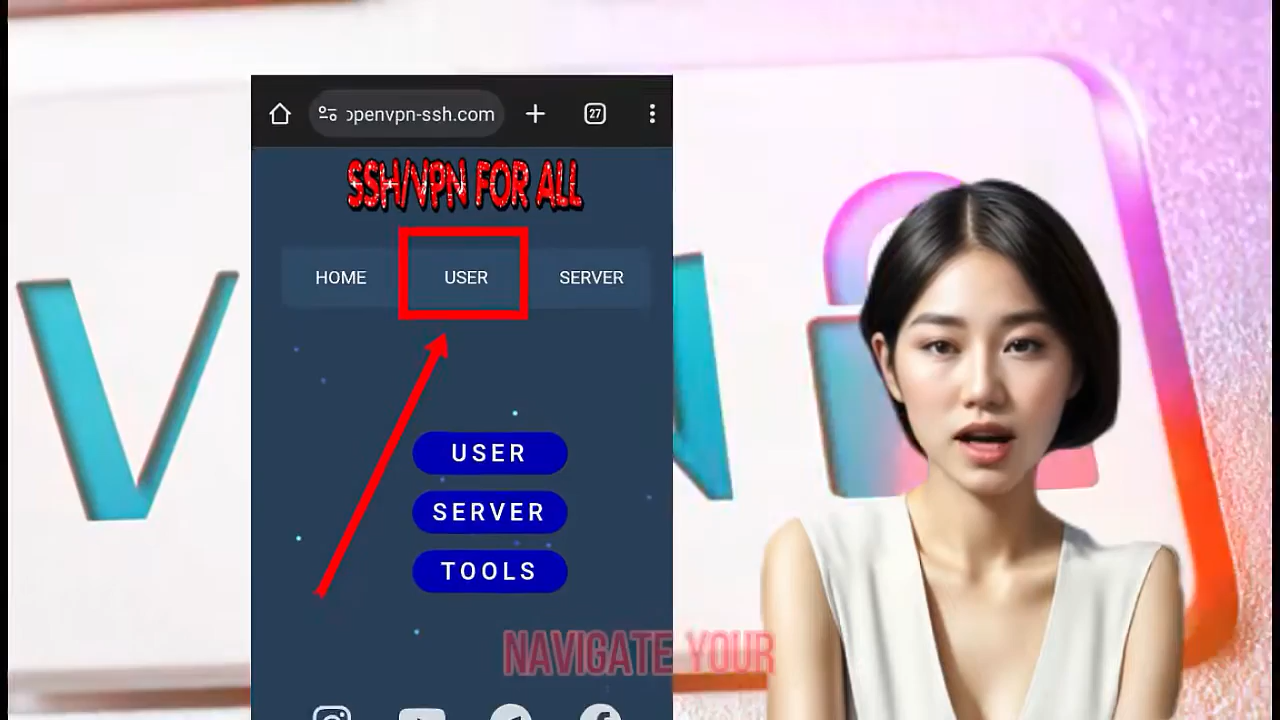 openvpn-ssh.com
27
SSH/VPN FOR ALL
HOME
USER
SERVER
USER
SERVER
TOOLS
NAVIGATE YOUR
V
N